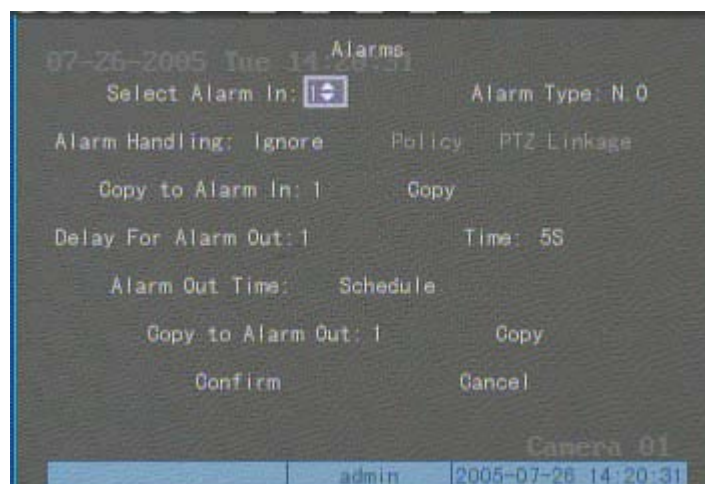 Alarms
07-26-2005 Tue 14:20:31
Select Alarm In: 1 Alarm Type: N.O
Alarm Handling: Ignore Policy PTZ Linkage
Copy to Alarm In: 1 Copy
Delay For Alarm Out: 1 Time: 5S
Alarm Out Time: Schedule
Copy to Alarm Out: 1 Copy
Confirm Cancel
Camera 01
admin 2005-07-26 14:20:31